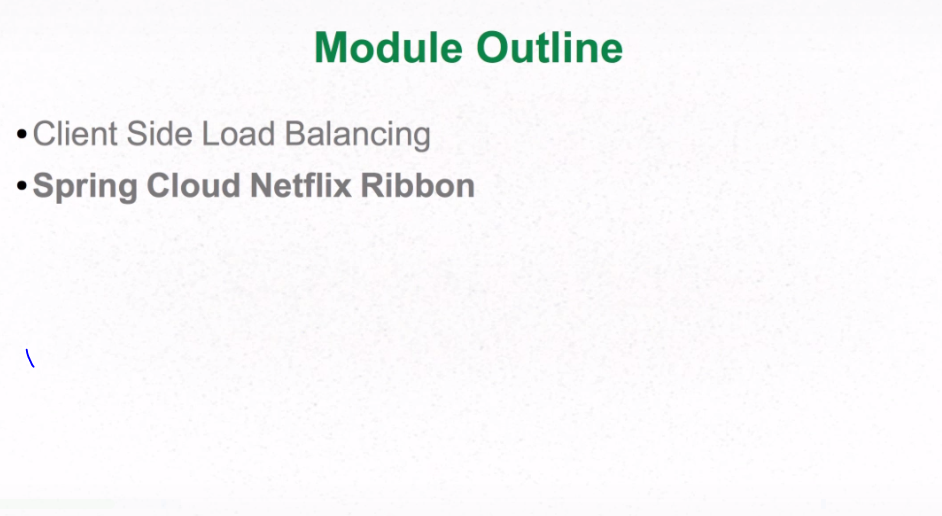 Module Outline
• Client Side Load Balancing
• Spring Cloud Netflix Ribbon